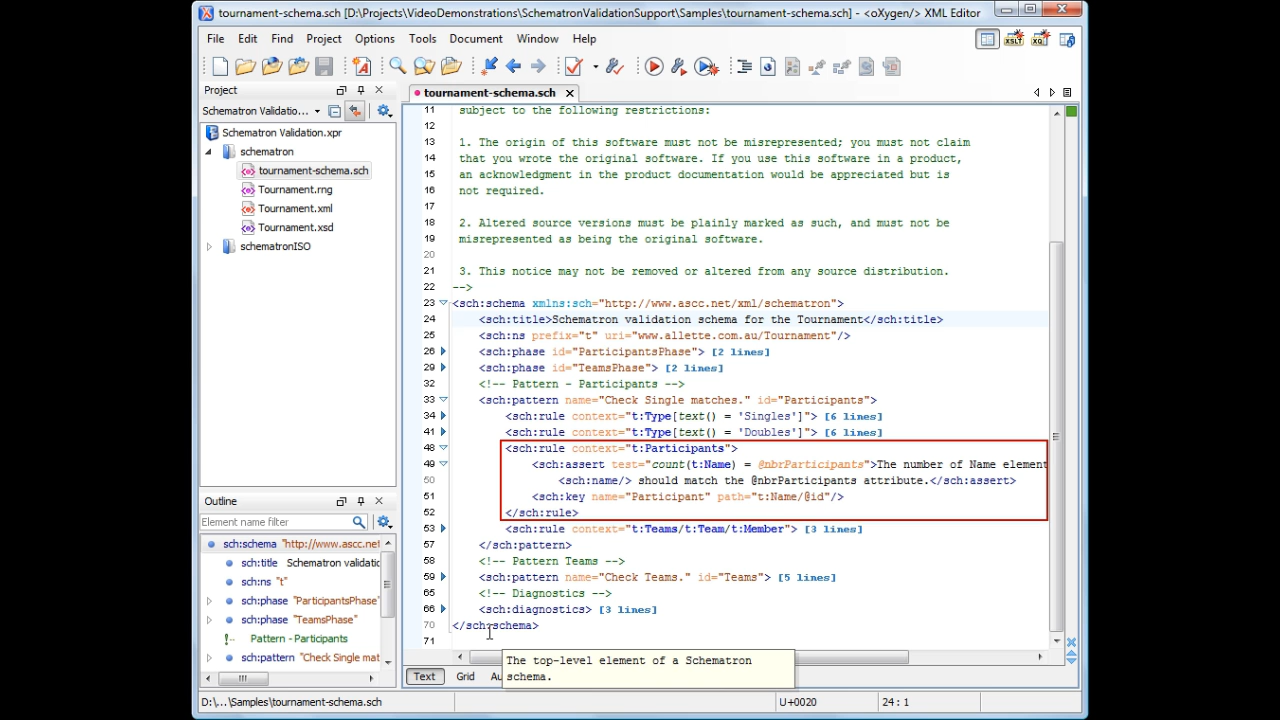 tournament-schema.sch [D:\Projects\VideoDemonstrations\SchematronValidationSupport\Samples\tournament-schema.sch] - <oXygen/> XML Editor
File Edit Find Project Options Tools Document Window Help
XSLT XQ
Project
tournament-schema.sch
Schematron Validatio...
Schematron Validation.xpr
schematron
tournament-schema.sch
Tournament.rng
Tournament.xml
Tournament.xsd
schematronISO
11 subject to the following restrictions:
12
13 1. The origin of this software must not be misrepresented; you must not claim
14 that you wrote the original software. If you use this software in a product,
15 an acknowledgment in the product documentation would be appreciated but is
16 not required.
17
18 2. Altered source versions must be plainly marked as such, and must not be
19 misrepresented as being the original software.
20
21 3. This notice may not be removed or altered from any source distribution.
22 -->
23 <sch:schema xmlns:sch="http://www.ascc.net/xml/schematron">
24 <sch:title>Schematron validation schema for the Tournament</sch:title>
25 <sch:ns prefix="t" uri="www.allette.com.au/Tournament"/>
26 <sch:phase id="ParticipantsPhase"> [2 lines]
29 <sch:phase id="TeamsPhase"> [2 lines]
32 <!-- Pattern - Participants -->
33 <sch:pattern name="Check Single matches." id="Participants">
34 <sch:rule context="t:Type[text() = 'Singles']"> [6 lines]
41 <sch:rule context="t:Type[text() = 'Doubles']"> [6 lines]
48 <sch:rule context="t:Participants">
49 <sch:assert test="count(t:Name) = @nbrParticipants">The number of Name element
50 <sch:name/> should match the @nbrParticipants attribute.</sch:assert>
51 <sch:key name="Participant" path="t:Name/@id"/>
52 </sch:rule>
53 <sch:rule context="t:Teams/t:Team/t:Member"> [3 lines]
57 </sch:pattern>
58 <!-- Pattern Teams -->
59 <sch:pattern name="Check Teams." id="Teams"> [5 lines]
65 <!-- Diagnostics -->
66 <sch:diagnostics> [3 lines]
70 </sch:schema>
71
Outline
Element name filter
sch:schema "http://www.ascc.net
sch:title Schematron validatio
sch:ns "t"
sch:phase "ParticipantsPhase"
sch:phase "TeamsPhase"
Pattern - Participants
sch:pattern "Check Single mat
The top-level element of a Schematron
schema.
Text Grid Au
D:\...\Samples\tournament-schema.sch
U+0020
24 : 1